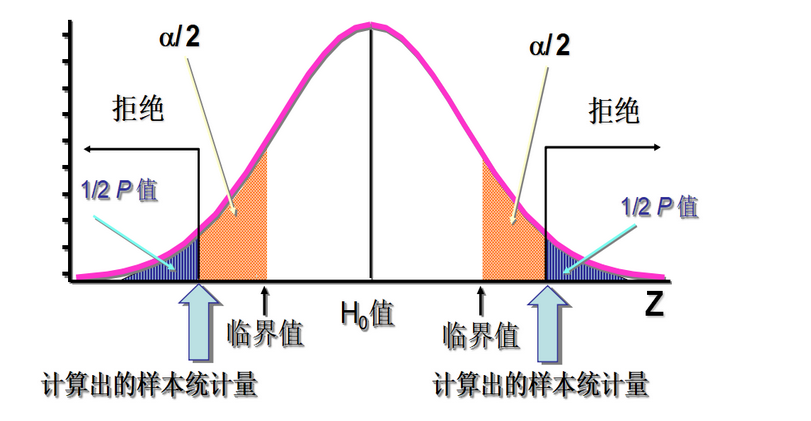 α/ 2
α/ 2
拒绝
拒绝
1/2 P 值
1/2 P 值
Z
临界值
H₀值
临界值
计算出的样本统计量
计算出的样本统计量